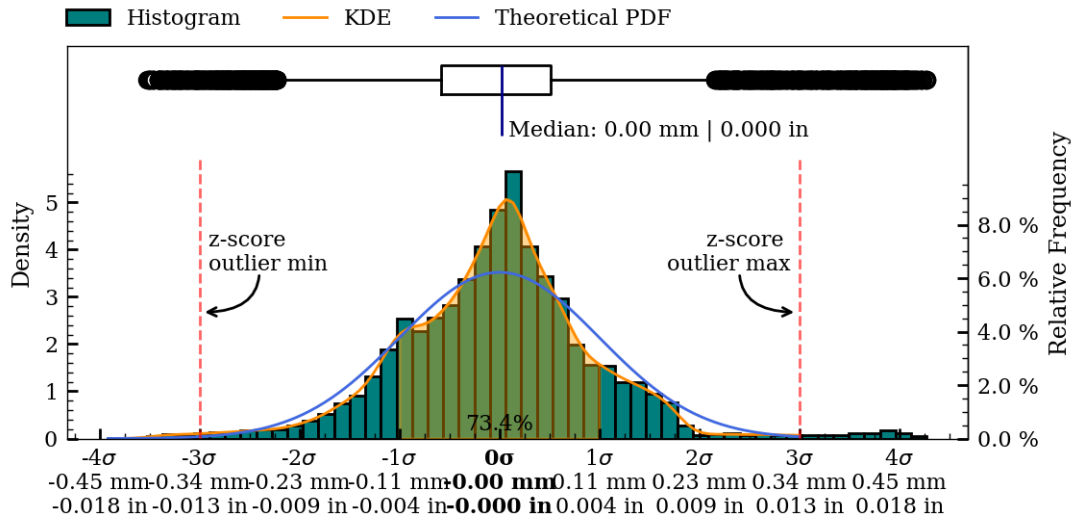 Histogram KDE Theoretical PDF
Median: 0.00 mm | 0.000 in
Density
Relative Frequency
5
4
3
2
1
0
8.0 %
6.0 %
4.0 %
2.0 %
0.0 %
z-score
outlier min
z-score
outlier max
73.4%
-4σ -3σ -2σ -1σ 0σ 1σ 2σ 3σ 4σ
-0.45 mm -0.34 mm -0.23 mm -0.11 mm -0.00 mm 0.11 mm 0.23 mm 0.34 mm 0.45 mm
-0.018 in -0.013 in -0.009 in -0.004 in -0.000 in 0.004 in 0.009 in 0.013 in 0.018 in